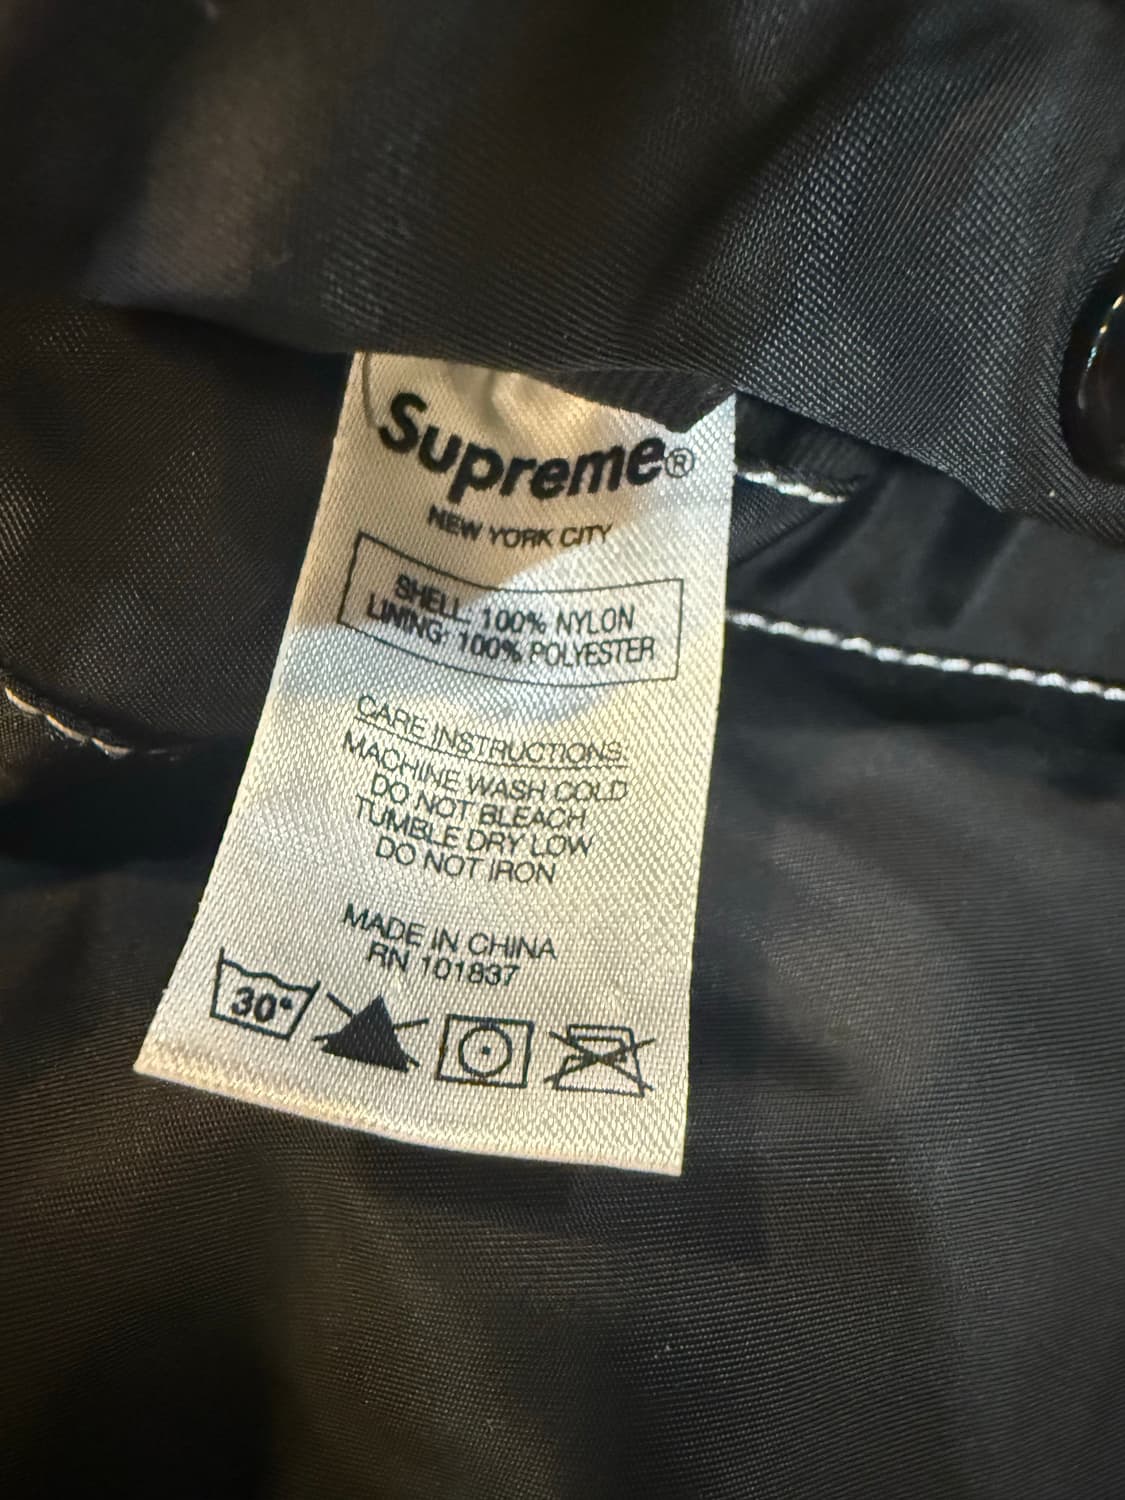 Supreme®
NEW YORK CITY
SHELL: 100% NYLON
LINING: 100% POLYESTER
CARE INSTRUCTIONS:
MACHINE WASH COLD
DO NOT BLEACH
TUMBLE DRY LOW
DO NOT IRON
MADE IN CHINA
RN 101837
30°